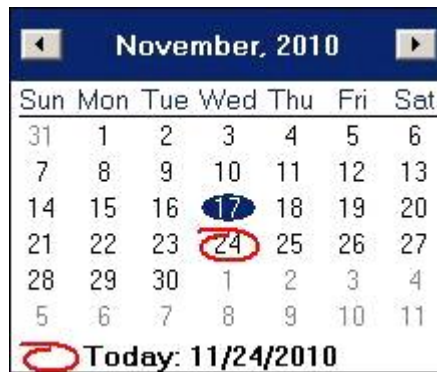 November, 2010
Sun Mon Tue Wed Thu Fri Sat
31 1 2 3 4 5 6
7 8 9 10 11 12 13
14 15 16 17 18 19 20
21 22 23 24 25 26 27
28 29 30 1 2 3 4
5 6 7 8 9 10 11
Today: 11/24/2010